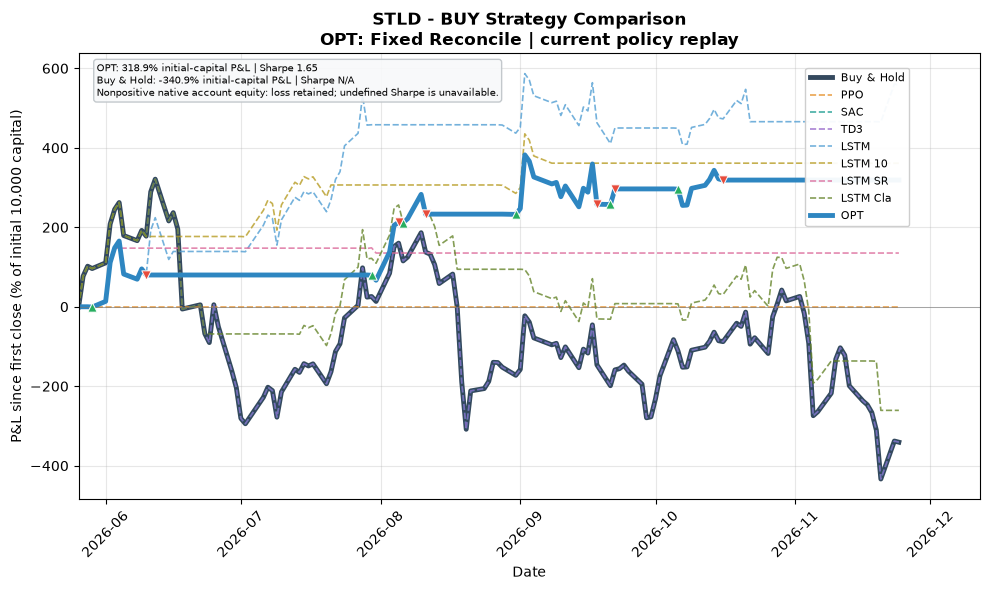 STLD - BUY Strategy Comparison
OPT: Fixed Reconcile | current policy replay
OPT: 318.9% initial-capital P&L | Sharpe 1.65
Buy & Hold: -340.9% initial-capital P&L | Sharpe N/A
Nonpositive native account equity: loss retained; undefined Sharpe is unavailable.
Buy & Hold
PPO
SAC
TD3
LSTM
LSTM 10
LSTM SR
LSTM Cla
OPT
P&L since first close (% of initial 10,000 capital)
600
400
200
0
−200
−400
2026-06
2026-07
2026-08
2026-09
2026-10
2026-11
2026-12
Date